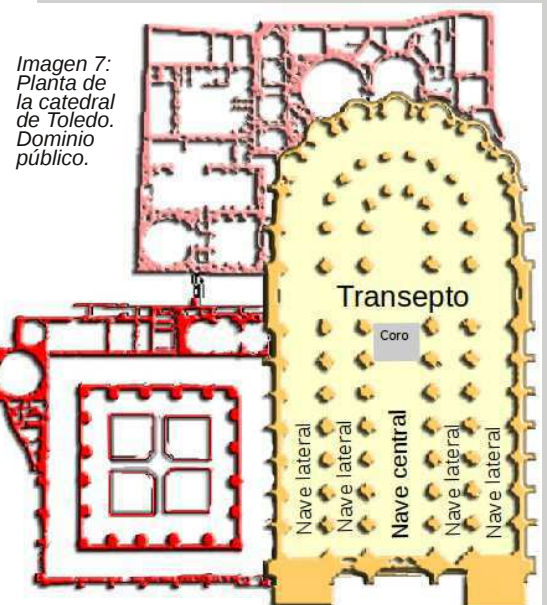 Imagen 7:
Planta de
la catedral
de Toledo.
Dominio
público.
Transepto
Coro
Nave lateral
Nave lateral
Nave central
Nave lateral
Nave lateral